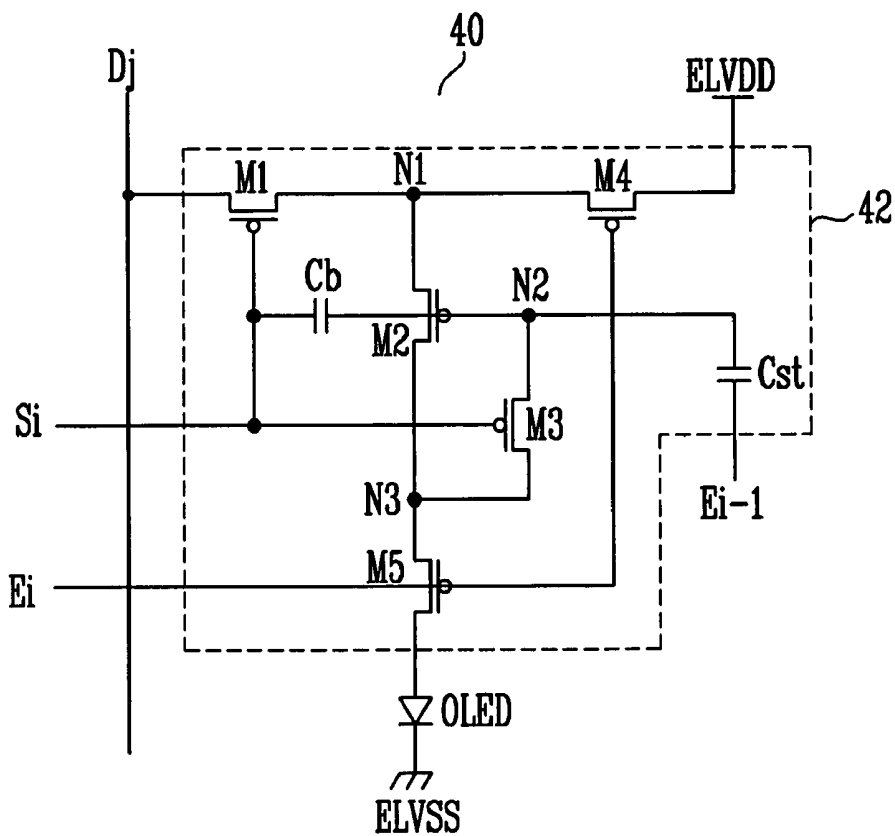 40
Dj
ELVDD
M1
N1
M4
42
Cb
N2
M2
Cst
Si
M3
N3
Ei-1
M5
Ei
OLED
ELVSS